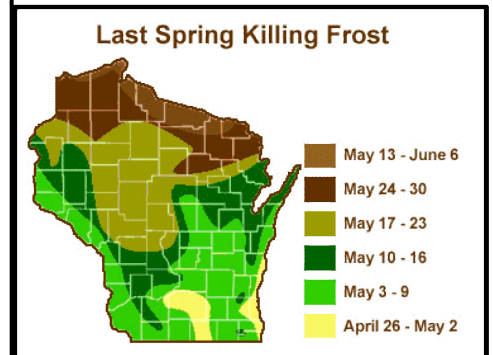 Last Spring Killing Frost
May 13 - June 6
May 24 - 30
May 17 - 23
May 10 - 16
May 3 - 9
April 26 - May 2